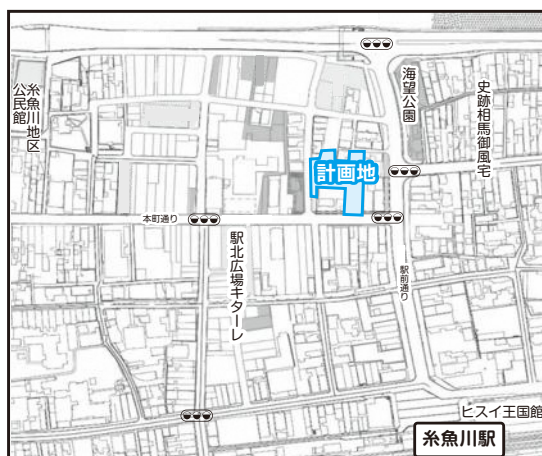 糸魚川地区
公民館
海望公園
史跡相馬御風宅
計画地
本町通り
駅北広場キターレ
駅前通り
ヒスイ王国館
糸魚川駅